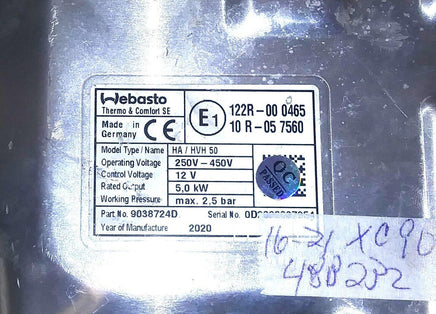 Webasto
Thermo & Comfort SE
Made in
Germany
CE
E1
122R-00 0465
10 R-05 7560
Model Type / Name HA / HVH 50
Operating Voltage 250V-450V
Control Voltage 12 V
Rated Output 5,0 kW
Working Pressure max. 2,5 bar
QC
PASSED
Part No. 9038724D Serial No.
Year of Manufacture 2020
16-21 XC90